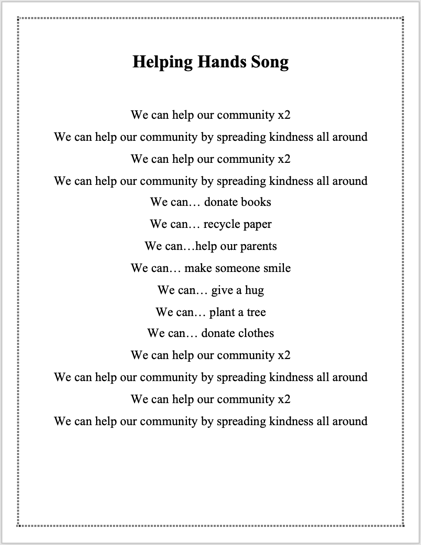 Helping Hands Song
We can help our community x2
We can help our community by spreading kindness all around
We can help our community x2
We can help our community by spreading kindness all around
We can… donate books
We can… recycle paper
We can…help our parents
We can… make someone smile
We can… give a hug
We can… plant a tree
We can… donate clothes
We can help our community x2
We can help our community by spreading kindness all around
We can help our community x2
We can help our community by spreading kindness all around